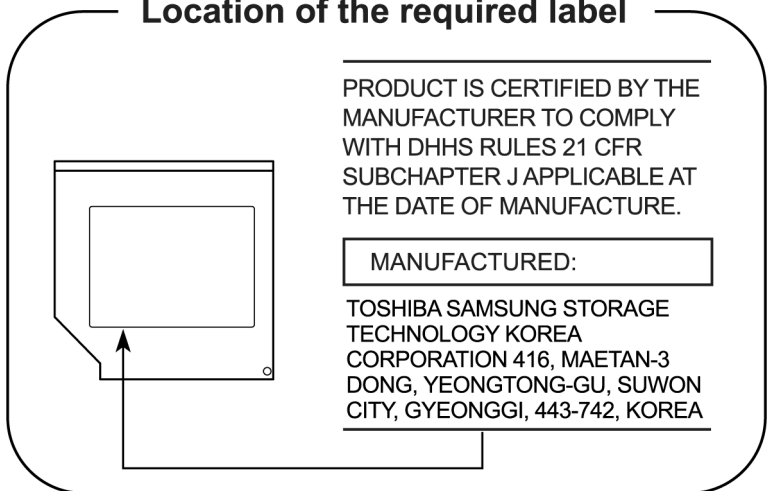 Location of the required label
PRODUCT IS CERTIFIED BY THE
MANUFACTURER TO COMPLY
WITH DHHS RULES 21 CFR
SUBCHAPTER J APPLICABLE AT
THE DATE OF MANUFACTURE.
MANUFACTURED:
TOSHIBA SAMSUNG STORAGE
TECHNOLOGY KOREA
CORPORATION 416, MAETAN-3
DONG, YEONGTONG-GU, SUWON
CITY, GYEONGGI, 443-742, KOREA